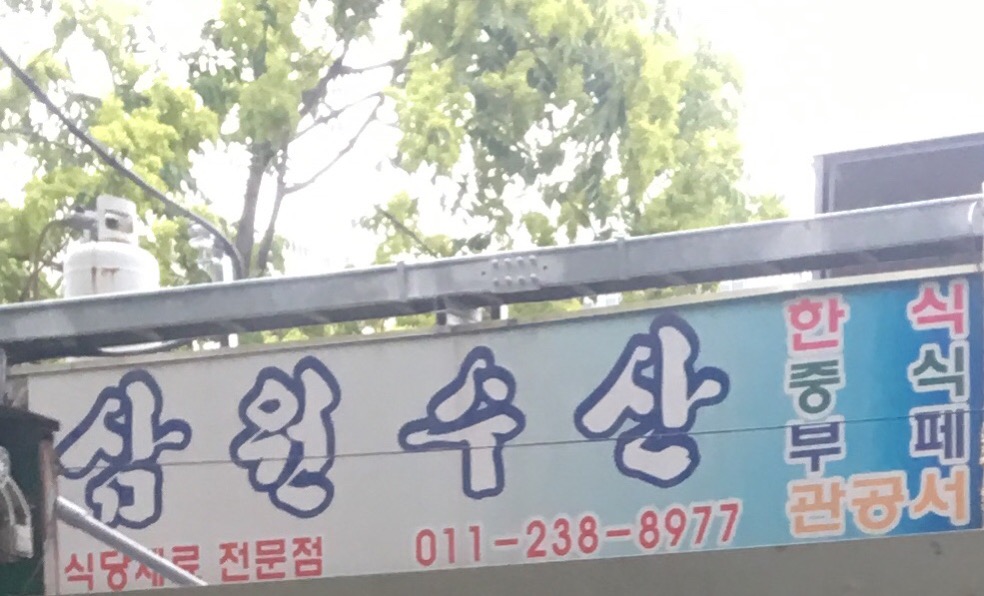 삼원수산
식당재료 전문점
011-238-8977
한 식
중 식
부 페
관공서